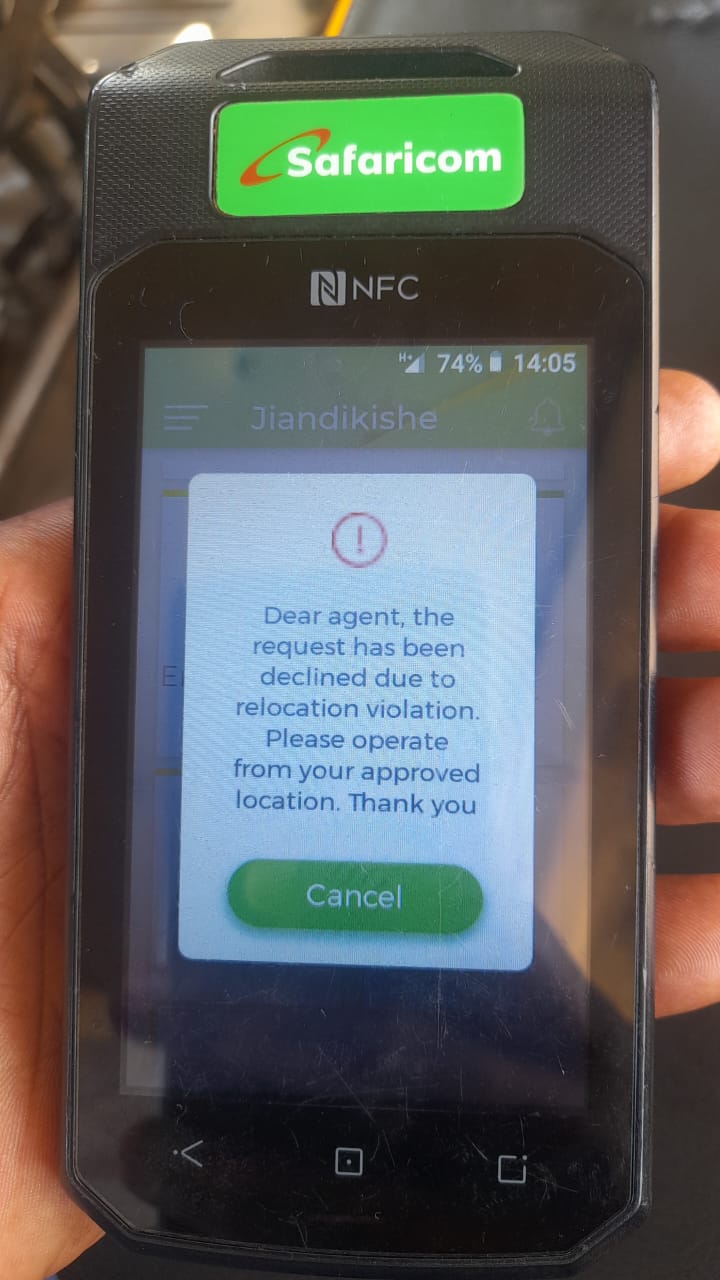 Safaricom
NFC
H+ 74% 14:05
Jiandikishe
Dear agent, the
request has been
declined due to
relocation violation.
Please operate
from your approved
location. Thank you
Cancel